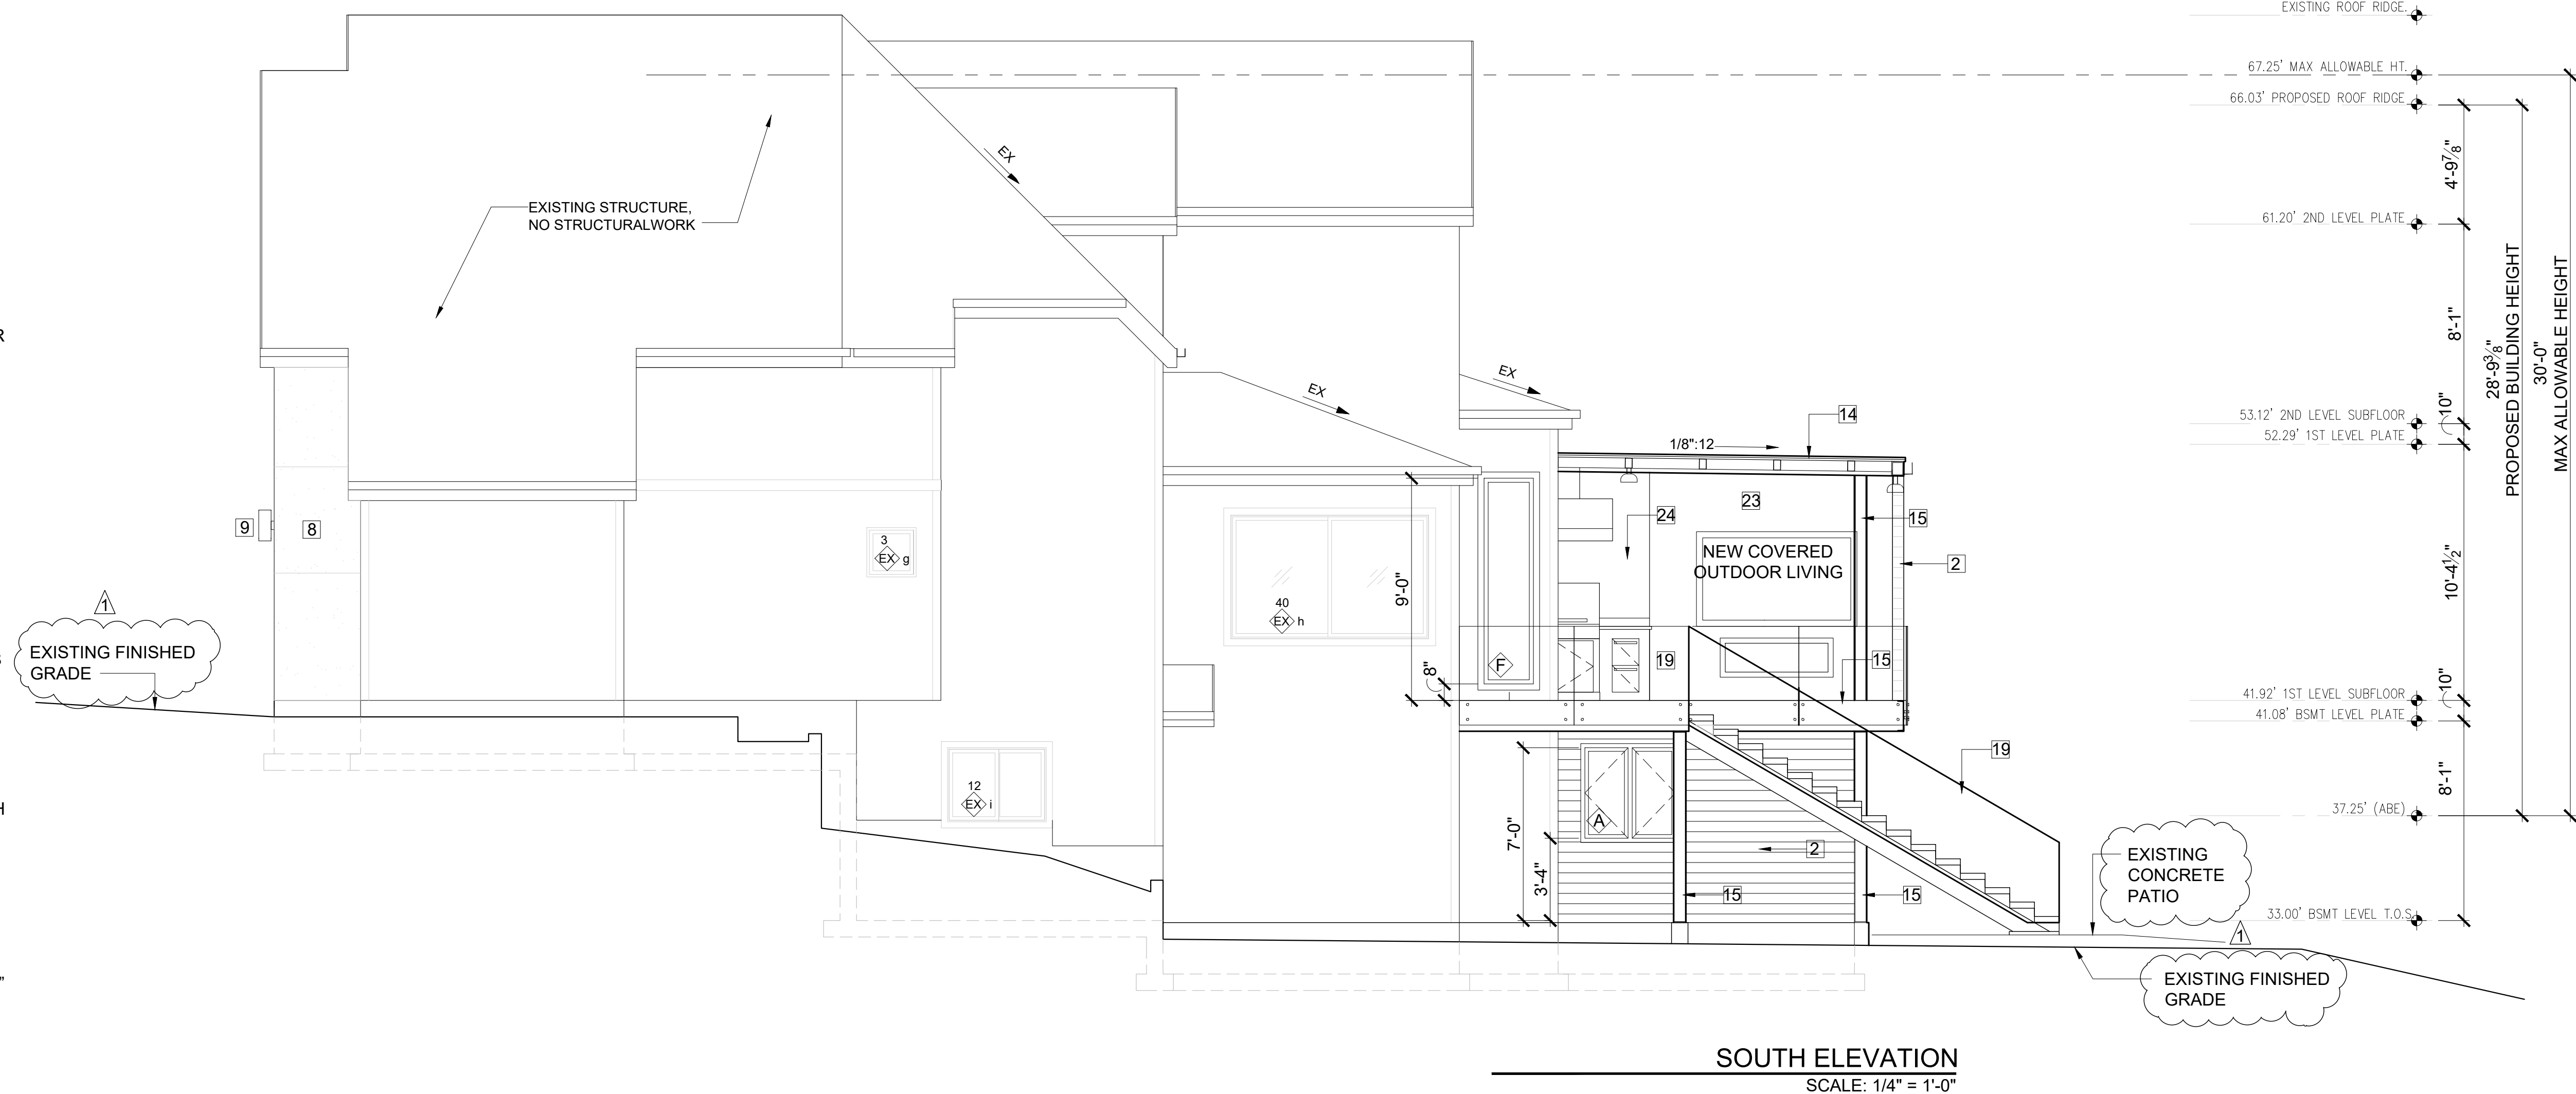 EXISTING ROOF RIDGE.
67.25' MAX ALLOWABLE HT.
66.03' PROPOSED ROOF RIDGE
61.20' 2ND LEVEL PLATE
53.12' 2ND LEVEL SUBFLOOR
52.29' 1ST LEVEL PLATE
41.92' 1ST LEVEL SUBFLOOR
41.08' BSMT LEVEL PLATE
37.25' (ABE)
33.00' BSMT LEVEL T.O.S.
4'-9 7/8"
8'-1"
10"
10'-4 1/2"
10"
8'-1"
28'-9 3/8"
PROPOSED BUILDING HEIGHT
30'-0"
MAX ALLOWABLE HEIGHT
EXISTING STRUCTURE,
NO STRUCTURALWORK
EX
EX
EX
R
9
8
3
EX g
40
EX h
12
EX i
1
EXISTING FINISHED
GRADE
H
9'-0"
8"
F
1/8":12
14
24
23
15
NEW COVERED
OUTDOOR LIVING
2
19
15
19
7'-0"
3'-4"
A
2
15
15
EXISTING
CONCRETE
PATIO
1
EXISTING FINISHED
GRADE
SOUTH ELEVATION
SCALE: 1/4" = 1'-0"